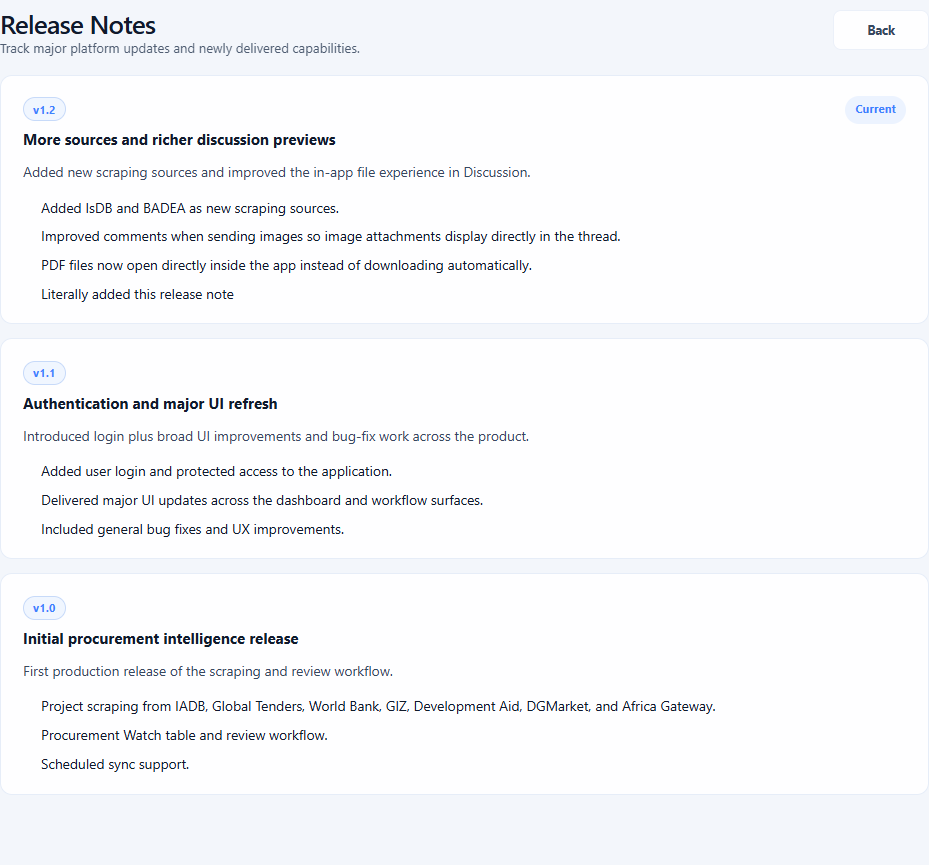 Release Notes
Back
Track major platform updates and newly delivered capabilities.
v1.2
Current
More sources and richer discussion previews
Added new scraping sources and improved the in-app file experience in Discussion.
Added IsDB and BADEA as new scraping sources.
Improved comments when sending images so image attachments display directly in the thread.
PDF files now open directly inside the app instead of downloading automatically.
Literally added this release note
v1.1
Authentication and major UI refresh
Introduced login plus broad UI improvements and bug-fix work across the product.
Added user login and protected access to the application.
Delivered major UI updates across the dashboard and workflow surfaces.
Included general bug fixes and UX improvements.
v1.0
Initial procurement intelligence release
First production release of the scraping and review workflow.
Project scraping from IADB, Global Tenders, World Bank, GIZ, Development Aid, DGMarket, and Africa Gateway.
Procurement Watch table and review workflow.
Scheduled sync support.